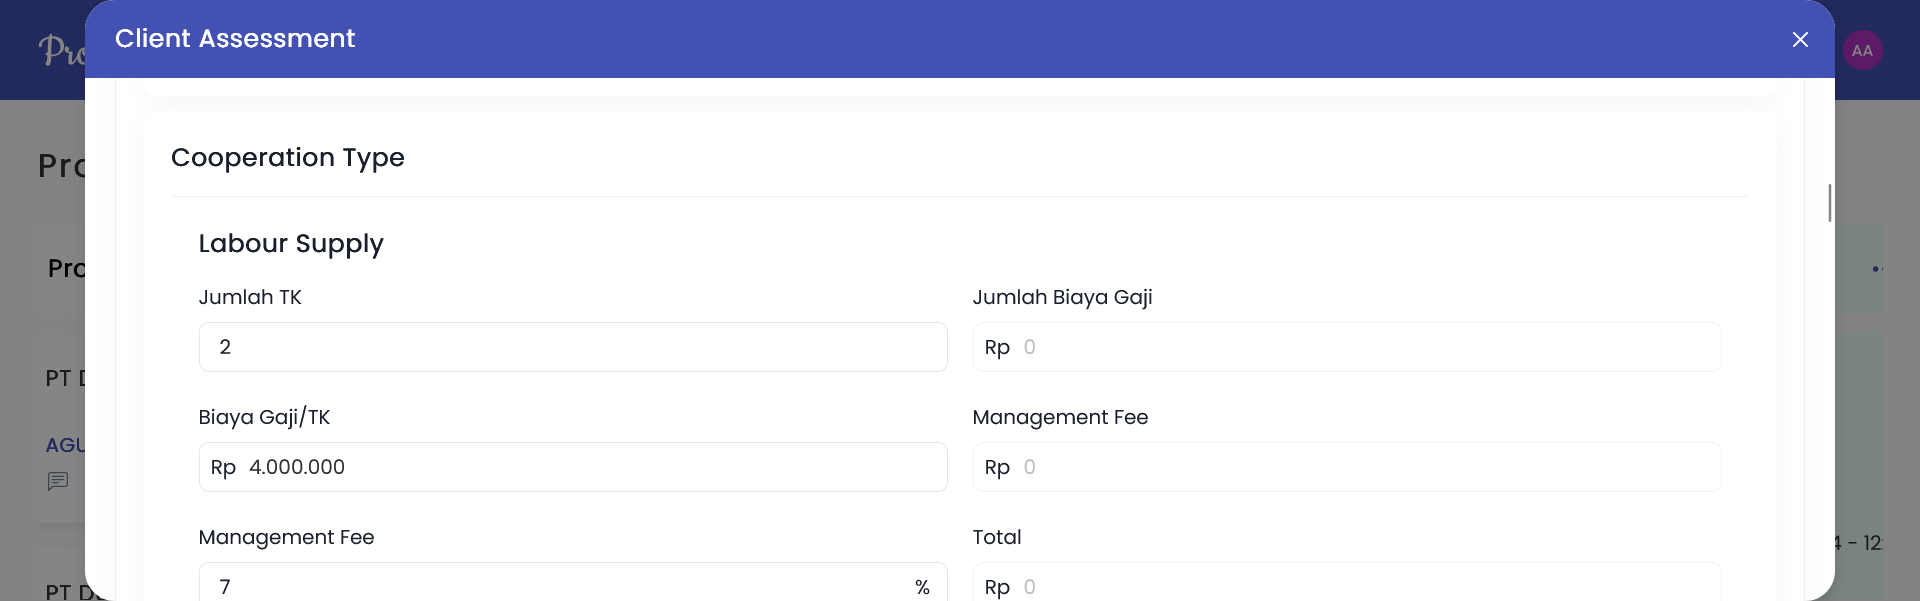 Client Assessment
AA
Cooperation Type
Labour Supply
Jumlah TK
Jumlah Biaya Gaji
2
Rp 0
Biaya Gaji/TK
Management Fee
Rp 4.000.000
Rp 0
Management Fee
Total
7 %
Rp 0
Pro
Pro
Pro
PT D
AGU
PT D
4 - 12: